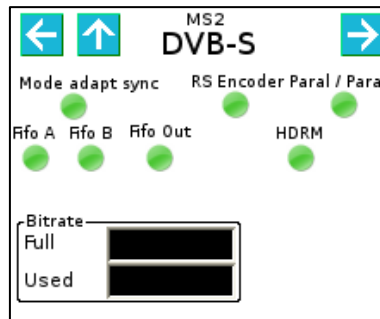 MS2
DVB-S
Mode adapt sync RS Encoder Paral / Para
Fifo A Fifo B Fifo Out HDRM
Bitrate
Full
Used